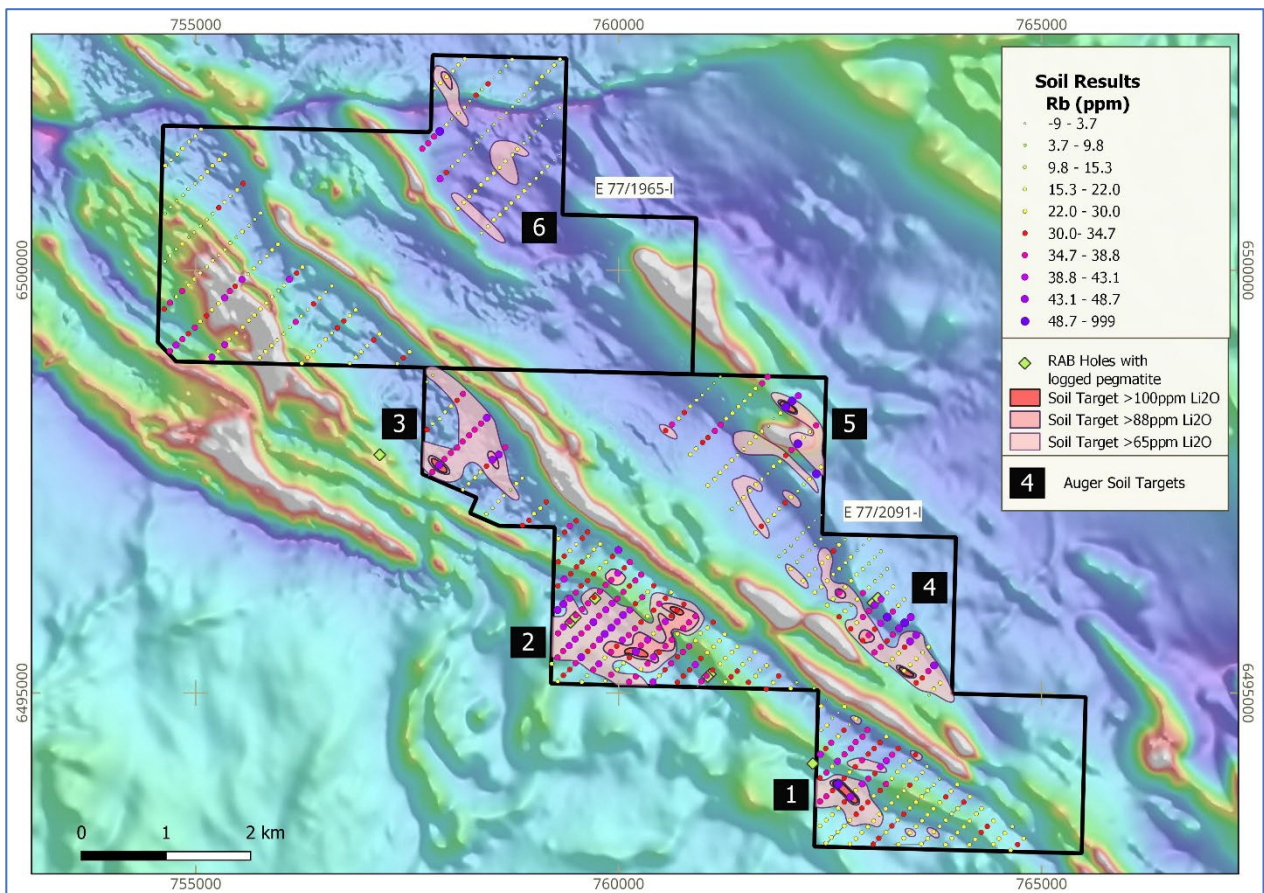 755000
760000
765000
Soil Results
Rb (ppm)
-9 - 3.7
3.7 - 9.8
9.8 - 15.3
15.3 - 22.0
22.0 - 30.0
30.0 - 34.7
34.7 - 38.8
38.8 - 43.1
43.1 - 48.7
48.7 - 999
RAB Holes with
logged pegmatite
Soil Target >100ppm Li2O
Soil Target >88ppm Li2O
Soil Target >65ppm Li2O
4 Auger Soil Targets
E 77/1965-I
6
6500000
6500000
3
5
E 77/2091-I
4
2
6495000
6495000
1
0 1 2 km
755000
760000
765000